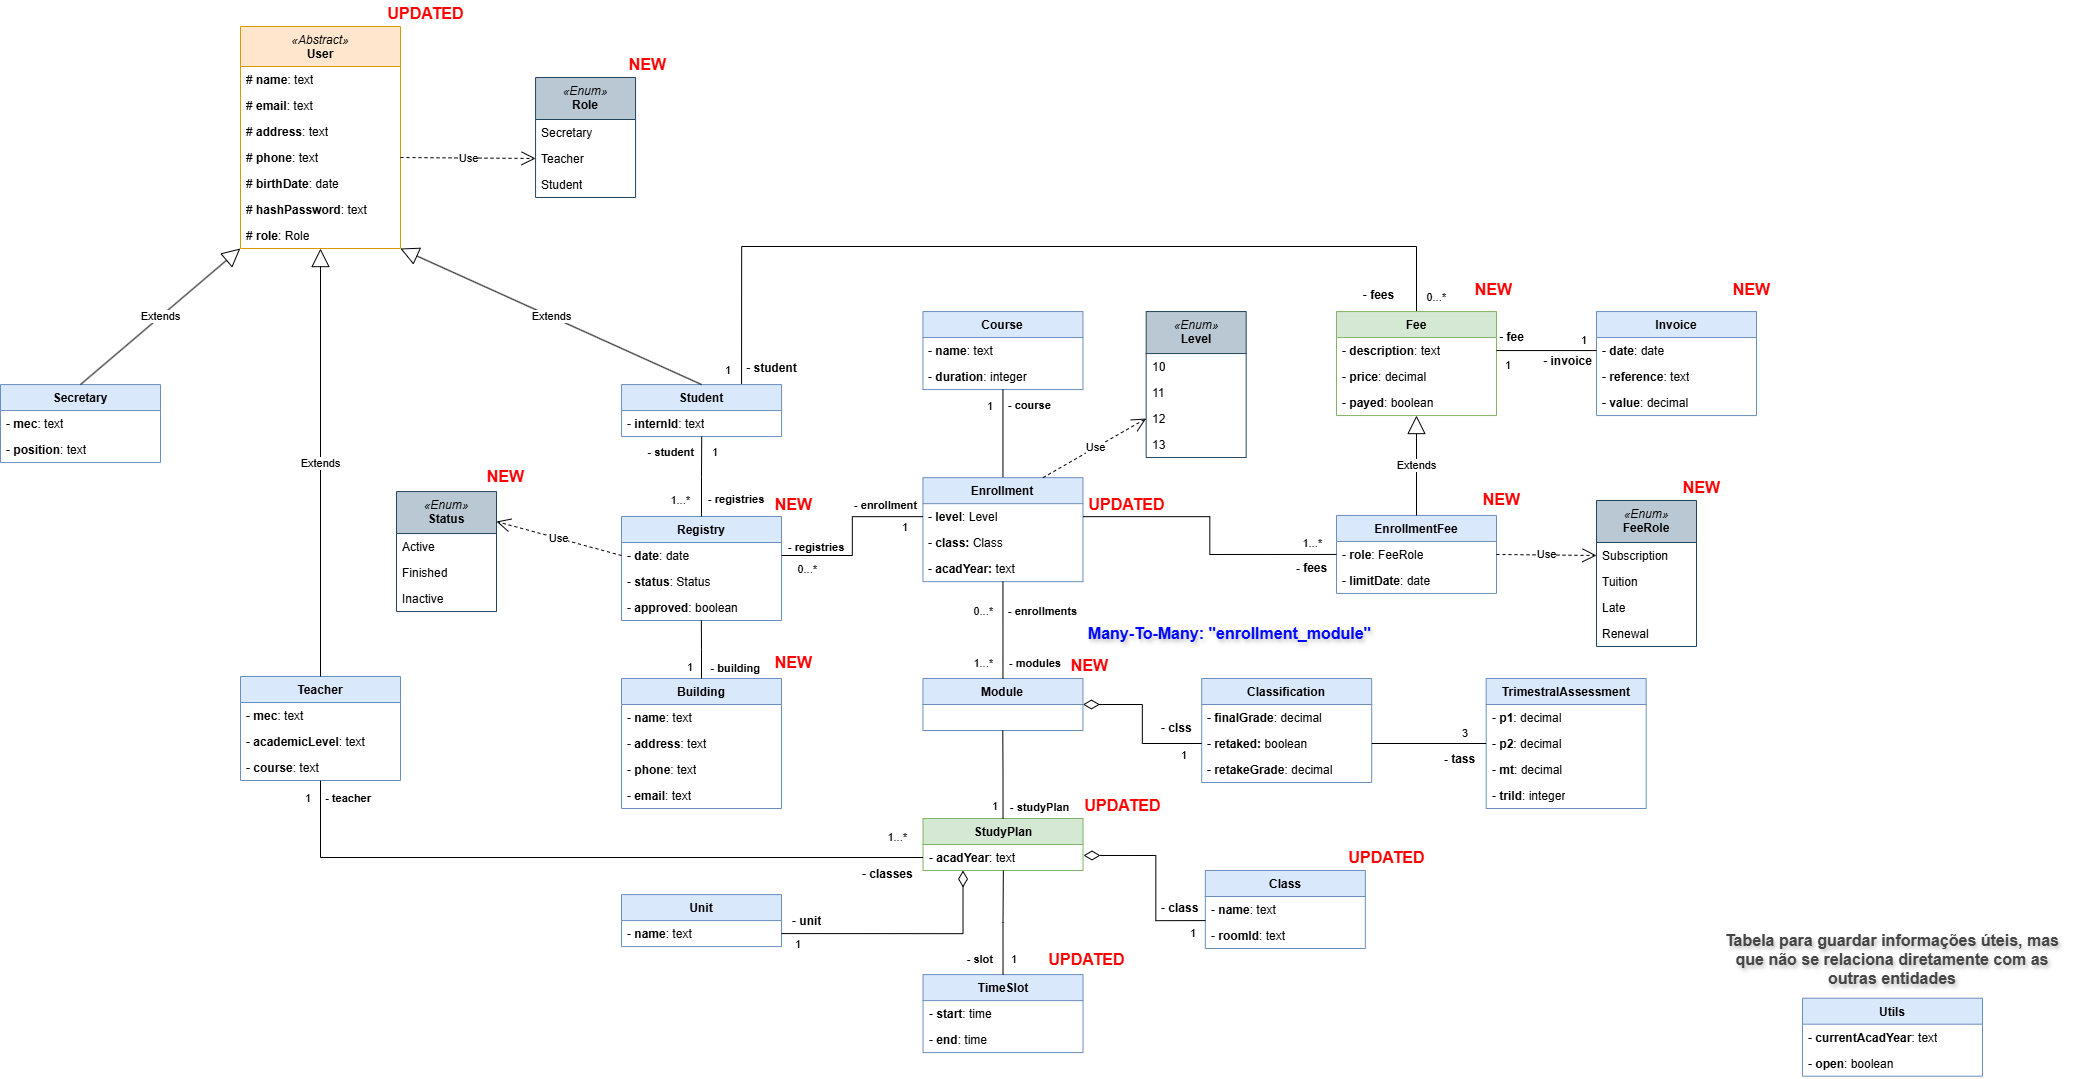 UPDATED
«Abstract»
User
# name: text
# email: text
# address: text
# phone: text
# birthDate: date
# hashPassword: text
# role: Role
NEW
«Enum»
Role
Secretary
Teacher
Student
Use
Extends
Extends
Extends
Secretary
- mec: text
- position: text
1
- student
Student
- internId: text
- student
1
1...*
- registries
NEW
Registry
- date: date
- status: Status
- approved: boolean
NEW
«Enum»
Status
Active
Finished
Inactive
Use
- registries
0...*
- enrollment
1
1
- building
NEW
Building
- name: text
- address: text
- phone: text
- email: text
Course
- name: text
- duration: integer
1
- course
«Enum»
Level
10
11
12
13
Use
Enrollment
- level: Level
- class: Class
- acadYear: text
UPDATED
- fees
0...*
NEW
Fee
- description: text
- price: decimal
- payed: boolean
- fee
1
1
- invoice
NEW
Invoice
- date: date
- reference: text
- value: decimal
Extends
NEW
EnrollmentFee
- role: FeeRole
- limitDate: date
1...*
- fees
Use
NEW
«Enum»
FeeRole
Subscription
Tuition
Late
Renewal
0...*
- enrollments
Many-To-Many: "enrollment_module"
1...*
- modules
NEW
Module
- clss
1
Classification
- finalGrade: decimal
- retaked: boolean
- retakeGrade: decimal
3
- tass
TrimestralAssessment
- p1: decimal
- p2: decimal
- mt: decimal
- triId: integer
Teacher
- mec: text
- academicLevel: text
- course: text
1
- teacher
1...*
- classes
1
- studyPlan
UPDATED
StudyPlan
- acadYear: text
Unit
- name: text
- unit
1
UPDATED
Class
- name: text
- roomId: text
- class
1
- slot
1
UPDATED
TimeSlot
- start: time
- end: time
Tabela para guardar informações úteis, mas
que não se relaciona diretamente com as
outras entidades
Utils
- currentAcadYear: text
- open: boolean